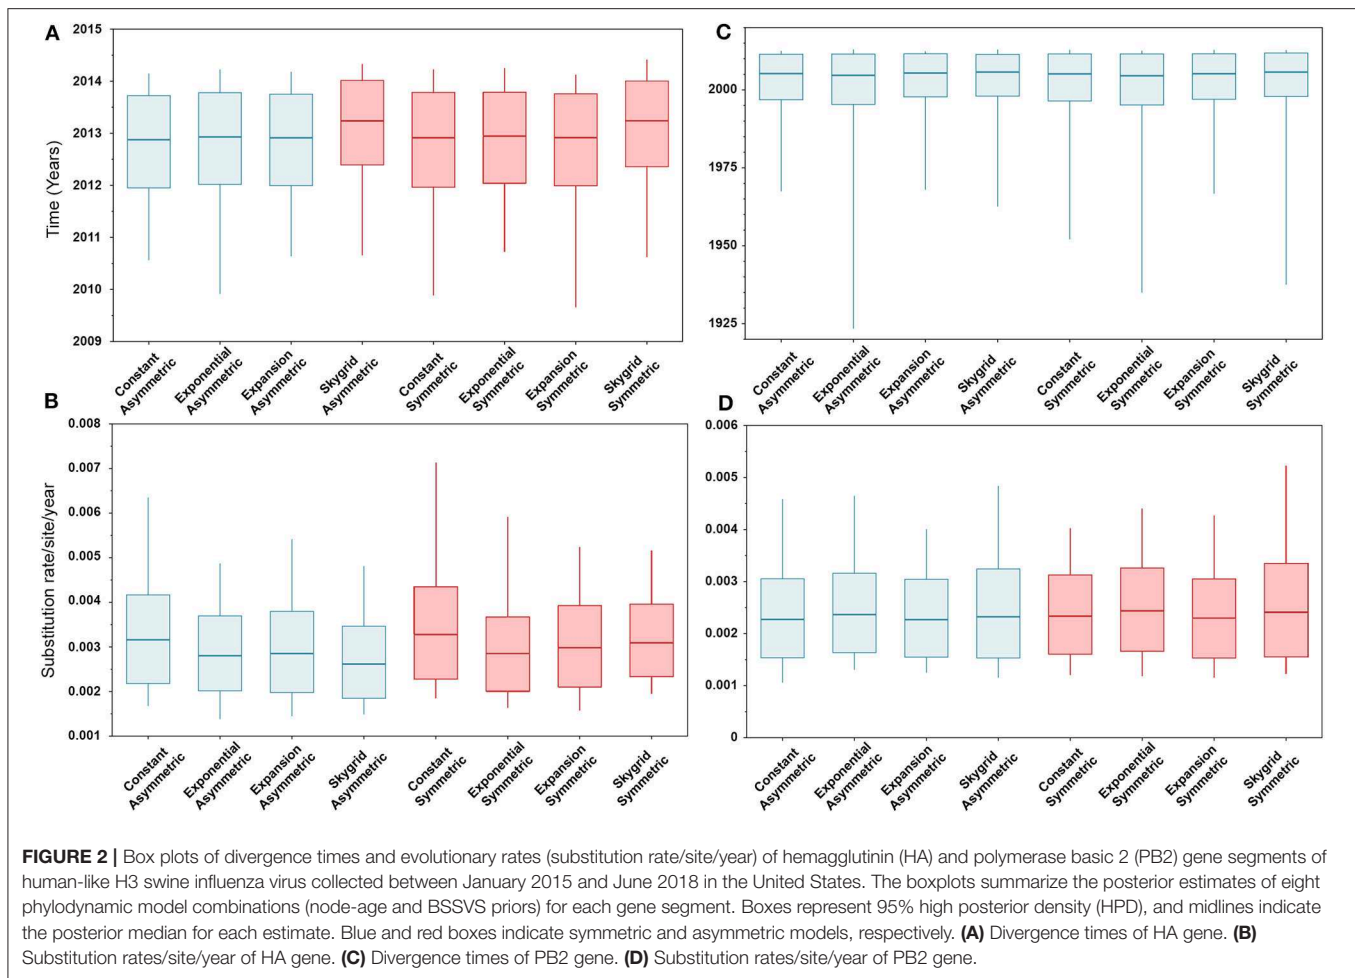 A
Time (Years)
2015
2014
2013
2012
2011
2010
2009
Constant
Asymmetric
Exponential
Asymmetric
Expansion
Asymmetric
Skygrid
Asymmetric
Constant
Symmetric
Exponential
Symmetric
Expansion
Symmetric
Skygrid
Symmetric
C
2000
1975
1950
1925
Constant
Asymmetric
Exponential
Asymmetric
Expansion
Asymmetric
Skygrid
Asymmetric
Constant
Symmetric
Exponential
Symmetric
Expansion
Symmetric
Skygrid
Symmetric
B
Substitution rate/site/year
0.008
0.007
0.006
0.005
0.004
0.003
0.002
0.001
Constant
Asymmetric
Exponential
Asymmetric
Expansion
Asymmetric
Skygrid
Asymmetric
Constant
Symmetric
Exponential
Symmetric
Expansion
Symmetric
Skygrid
Symmetric
D
0.006
0.005
0.004
0.003
0.002
0.001
0
Constant
Asymmetric
Exponential
Asymmetric
Expansion
Asymmetric
Skygrid
Asymmetric
Constant
Symmetric
Exponential
Symmetric
Expansion
Symmetric
Skygrid
Symmetric
FIGURE 2 | Box plots of divergence times and evolutionary rates (substitution rate/site/year) of hemagglutinin (HA) and polymerase basic 2 (PB2) gene segments of
human-like H3 swine influenza virus collected between January 2015 and June 2018 in the United States. The boxplots summarize the posterior estimates of eight
phylodynamic model combinations (node-age and BSSVS priors) for each gene segment. Boxes represent 95% high posterior density (HPD), and midlines indicate
the posterior median for each estimate. Blue and red boxes indicate symmetric and asymmetric models, respectively. (A) Divergence times of HA gene. (B)
Substitution rates/site/year of HA gene. (C) Divergence times of PB2 gene. (D) Substitution rates/site/year of PB2 gene.